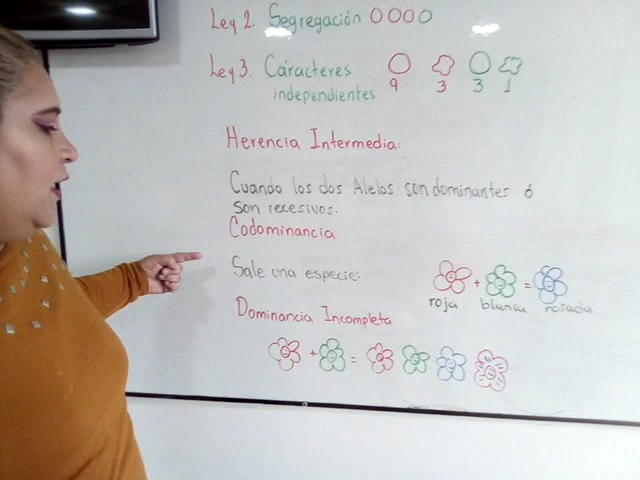 Ley 2. Segregación
Ley 3. Carácteres
independientes
9 3 3 1
Herencia Intermedia:
Cuando los dos Alelos son dominantes ó
son recesivos.
Codominancia
Sale una especie:
+ =
roja blanca rosada
Dominancia Incompleta
+ =